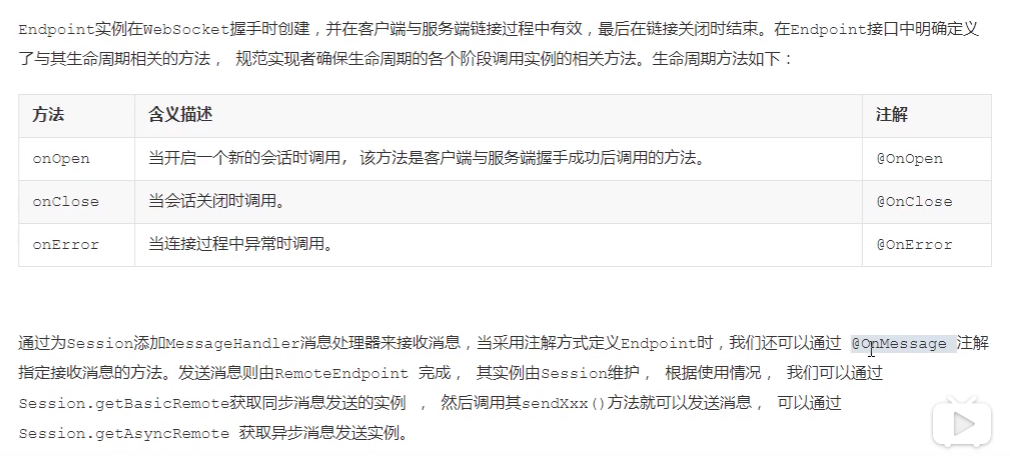 Endpoint实例在WebSocket握手时创建，并在客户端与服务端链接过程中有效，最后在链接关闭时结束。在Endpoint接口中明确定义
了与其生命周期相关的方法， 规范实现者确保生命周期的各个阶段调用实例的相关方法。生命周期方法如下：
方法 含义描述 注解
onOpen 当开启一个新的会话时调用， 该方法是客户端与服务端握手成功后调用的方法。 @OnOpen
onClose 当会话关闭时调用。 @OnClose
onError 当连接过程中异常时调用。 @OnError
通过为Session添加MessageHandler消息处理器来接收消息，当采用注解方式定义Endpoint时，我们还可以通过 @OnMessage 注解
指定接收消息的方法。发送消息则由RemoteEndpoint 完成， 其实例由Session维护， 根据使用情况， 我们可以通过
Session.getBasicRemote获取同步消息发送的实例 ， 然后调用其sendXxx()方法就可以发送消息， 可以通过
Session.getAsyncRemote 获取异步消息发送实例。